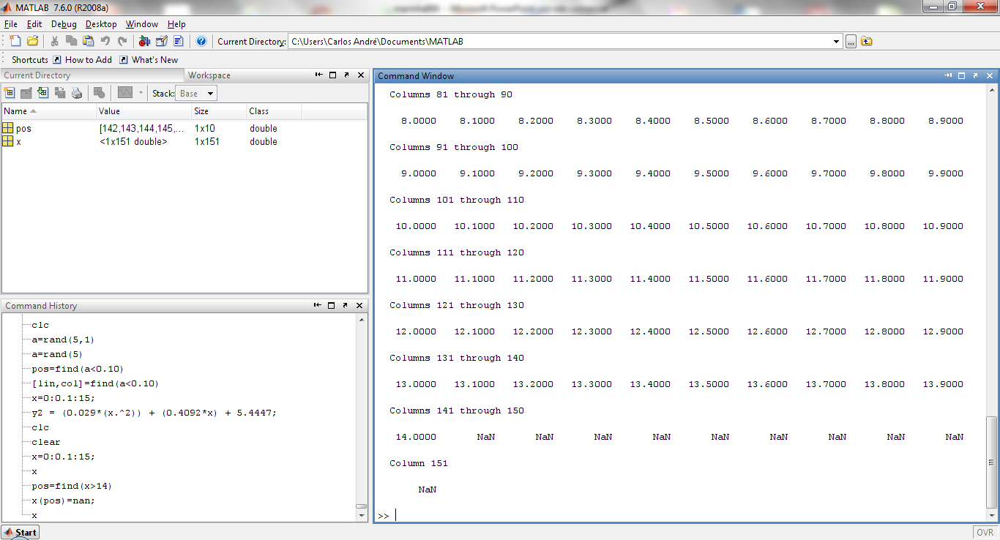 MATLAB 7.6.0 (R2008a)
File Edit Debug Desktop Window Help
Current Directory: C:\Users\Carlos André\Documents\MATLAB
Shortcuts How to Add What's New
Current Directory Workspace
Stack: Base
Name Value Size Class
pos [142,143,144,145,... 1x10 double
x <1x151 double> 1x151 double
Command History
clc
a=rand(5,1)
a=rand(5)
pos=find(a<0.10)
[lin,col]=find(a<0.10)
x=0:0.1:15;
y2 = (0.029*(x.^2)) + (0.4092*x) + 5.4447;
clc
clear
x=0:0.1:15;
x
pos=find(x>14)
x(pos)=nan;
x
Command Window
Columns 81 through 90
8.0000 8.1000 8.2000 8.3000 8.4000 8.5000 8.6000 8.7000 8.8000 8.9000
Columns 91 through 100
9.0000 9.1000 9.2000 9.3000 9.4000 9.5000 9.6000 9.7000 9.8000 9.9000
Columns 101 through 110
10.0000 10.1000 10.2000 10.3000 10.4000 10.5000 10.6000 10.7000 10.8000 10.9000
Columns 111 through 120
11.0000 11.1000 11.2000 11.3000 11.4000 11.5000 11.6000 11.7000 11.8000 11.9000
Columns 121 through 130
12.0000 12.1000 12.2000 12.3000 12.4000 12.5000 12.6000 12.7000 12.8000 12.9000
Columns 131 through 140
13.0000 13.1000 13.2000 13.3000 13.4000 13.5000 13.6000 13.7000 13.8000 13.9000
Columns 141 through 150
14.0000 NaN NaN NaN NaN NaN NaN NaN NaN NaN
Column 151
NaN
>>
Start
OVR